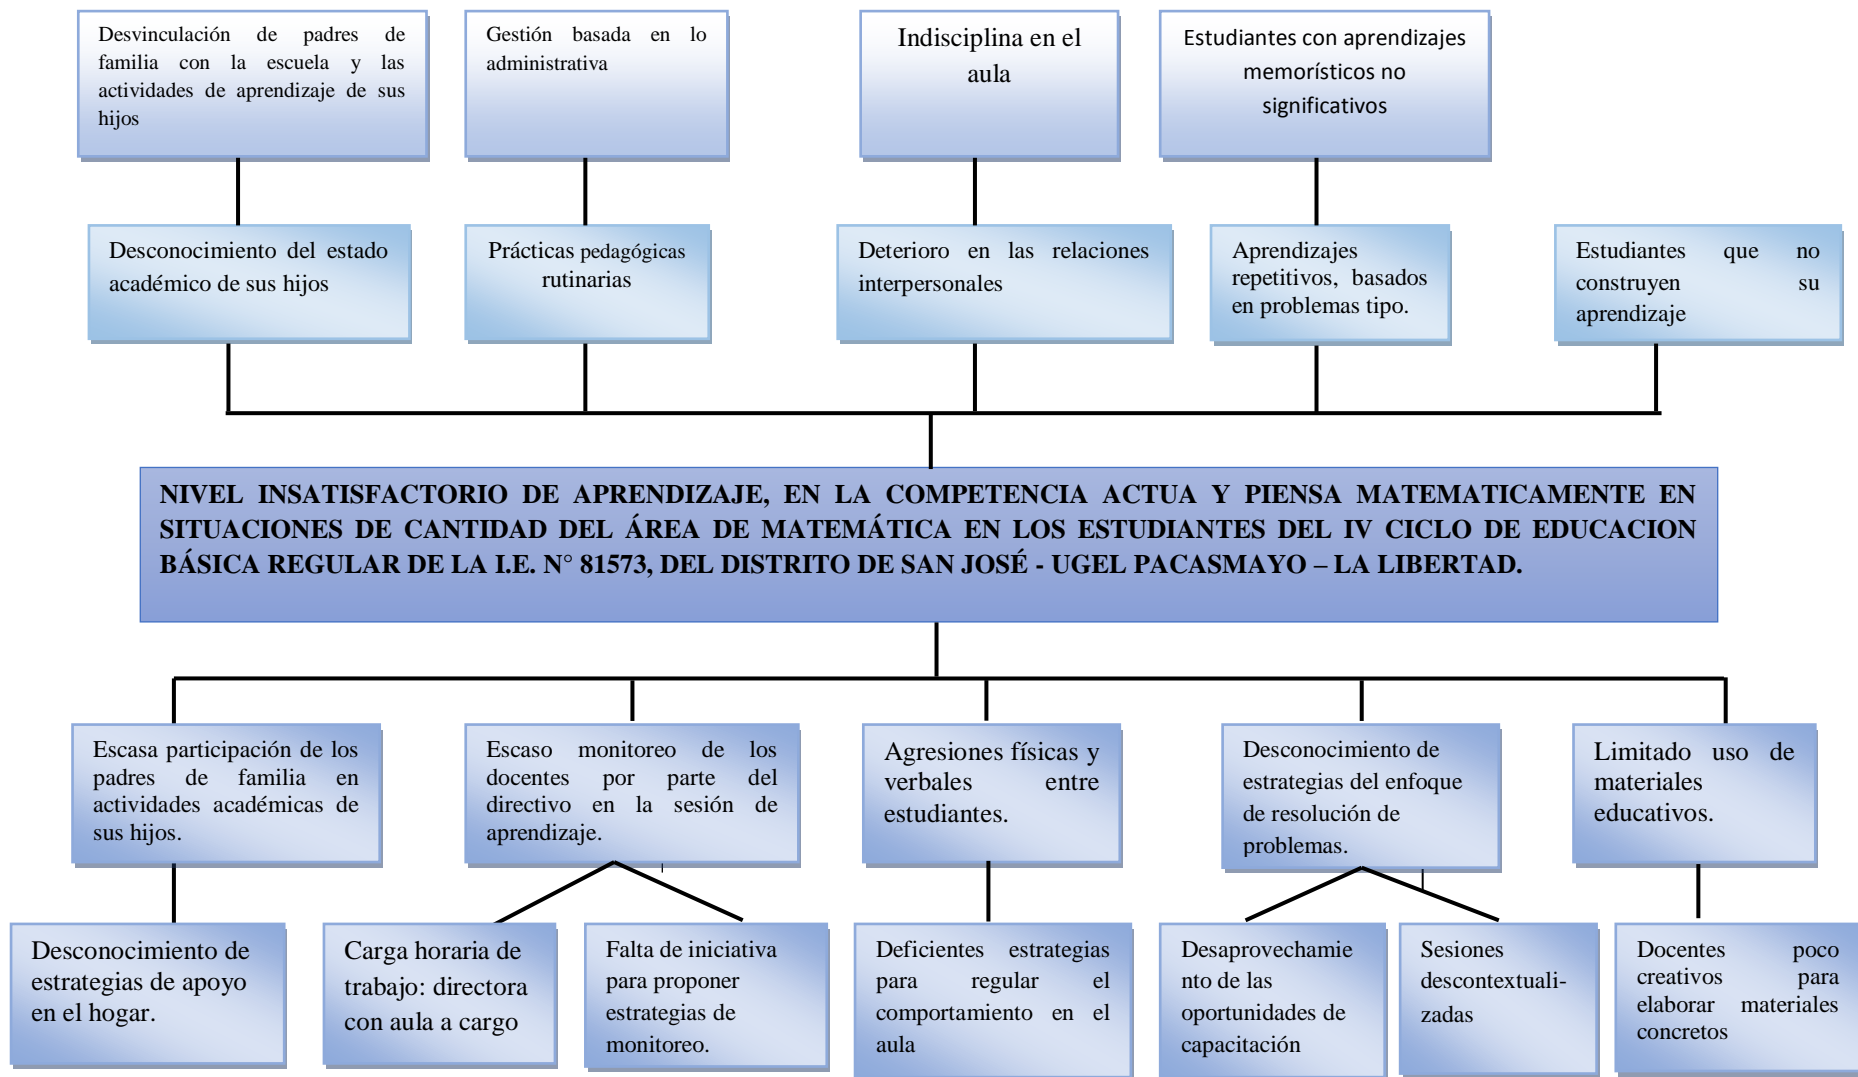 Desvinculación de padres de
familia con la escuela y las
actividades de aprendizaje de sus
hijos
Gestión basada en lo
administrativa
Indisciplina en el
aula
Estudiantes con aprendizajes
memorísticos no
significativos
Desconocimiento del estado
académico de sus hijos
Prácticas pedagógicas
rutinarias
Deterioro en las relaciones
interpersonales
Aprendizajes
repetitivos, basados
en problemas tipo.
Estudiantes que no
construyen su
aprendizaje
NIVEL INSATISFACTORIO DE APRENDIZAJE, EN LA COMPETENCIA ACTUA Y PIENSA MATEMATICAMENTE EN
SITUACIONES DE CANTIDAD DEL ÁREA DE MATEMÁTICA EN LOS ESTUDIANTES DEL IV CICLO DE EDUCACION
BÁSICA REGULAR DE LA I.E. N° 81573, DEL DISTRITO DE SAN JOSÉ - UGEL PACASMAYO – LA LIBERTAD.
Escasa participación de los
padres de familia en
actividades académicas de
sus hijos.
Escaso monitoreo de los
docentes por parte del
directivo en la sesión de
aprendizaje.
Agresiones físicas y
verbales entre
estudiantes.
Desconocimiento de
estrategias del enfoque
de resolución de
problemas.
Limitado uso de
materiales
educativos.
Desconocimiento de
estrategias de apoyo
en el hogar.
Carga horaria de
trabajo: directora
con aula a cargo
Falta de iniciativa
para proponer
estrategias de
monitoreo.
Deficientes estrategias
para regular el
comportamiento en el
aula
Desaprovechamie
nto de las
oportunidades de
capacitación
Sesiones
descontextuali-
zadas
Docentes poco
creativos para
elaborar materiales
concretos